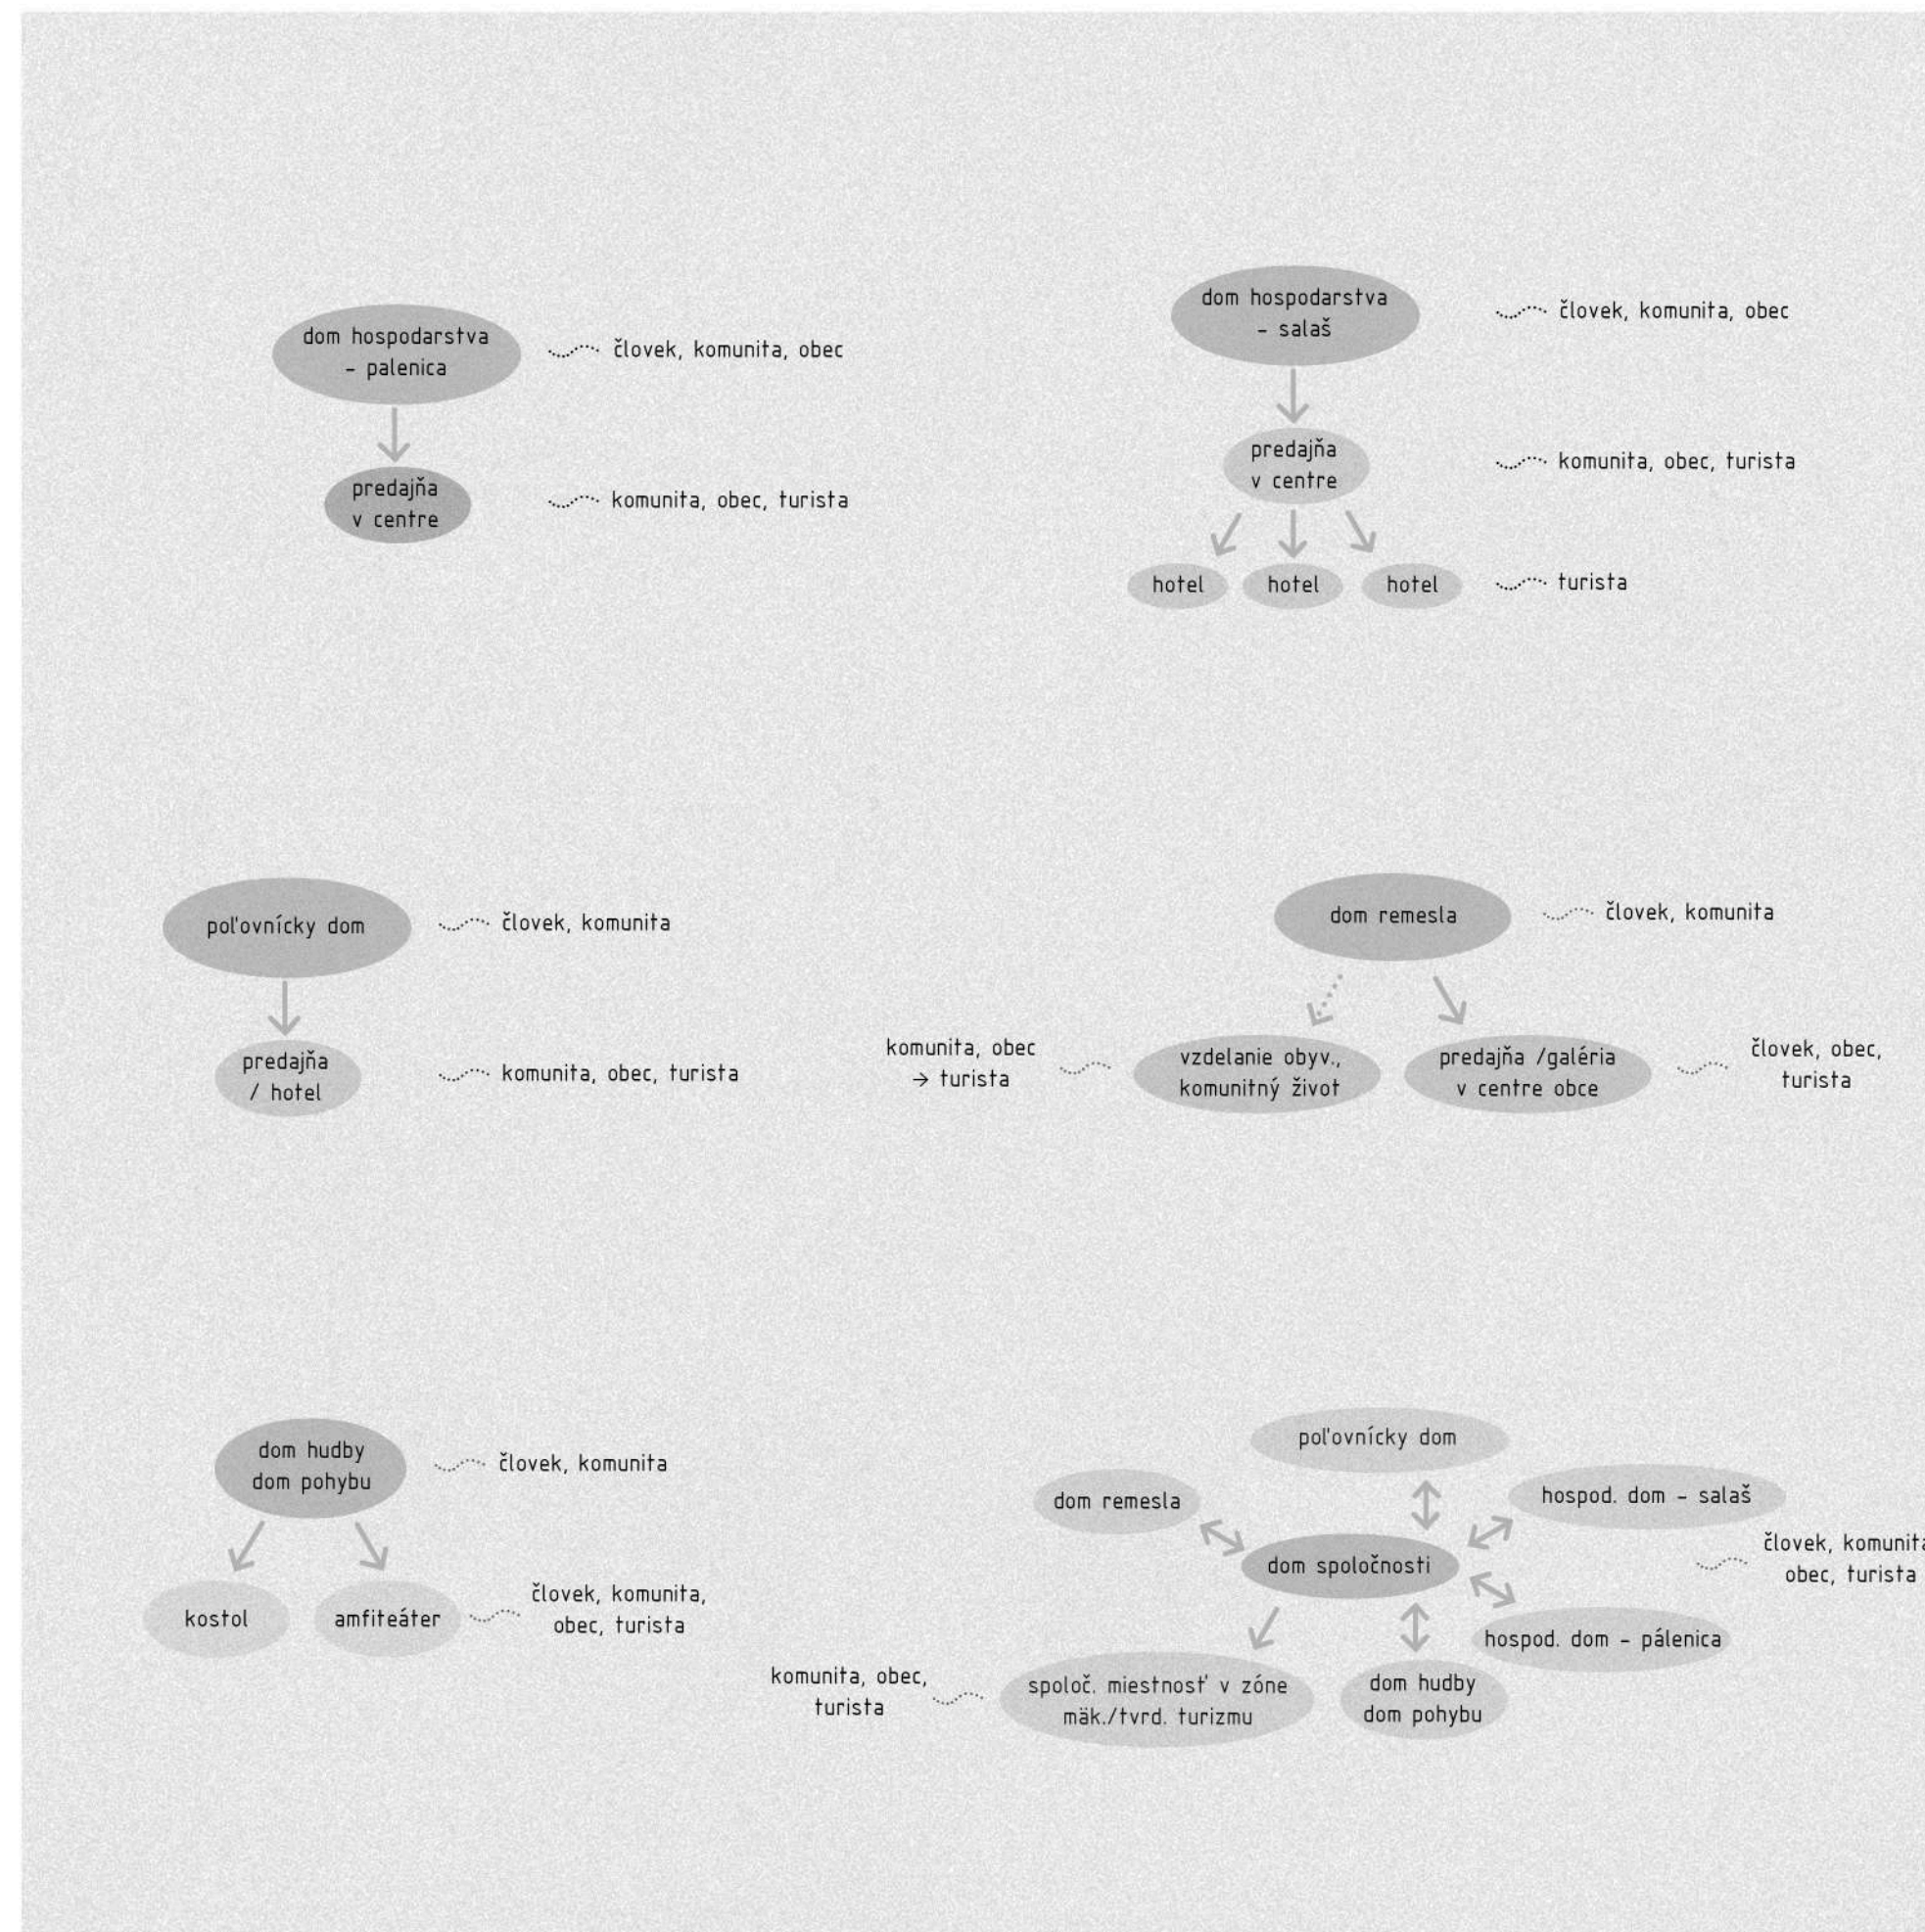 dom hospodarstva
- palenica
človek, komunita, obec
predajňa
v centre
komunita, obec, turista
dom hospodarstva
- salaš
človek, komunita, obec
predajňa
v centre
komunita, obec, turista
hotel
hotel
hotel
turista
poľovnícky dom
človek, komunita
predajňa
/ hotel
komunita, obec, turista
dom remesla
človek, komunita
komunita, obec
→ turista
vzdelanie obyv.,
komunitný život
predajňa /galéria
v centre obce
človek, obec,
turista
dom hudby
dom pohybu
človek, komunita
kostol
amfiteáter
človek, komunita,
obec, turista
poľovnícky dom
dom remesla
hospod. dom - salaš
dom spoločnosti
človek, komunita
obec, turista
hospod. dom - pálenica
komunita, obec,
turista
spoloč. miestnosť v zóne
mäk./tvrd. turizmu
dom hudby
dom pohybu